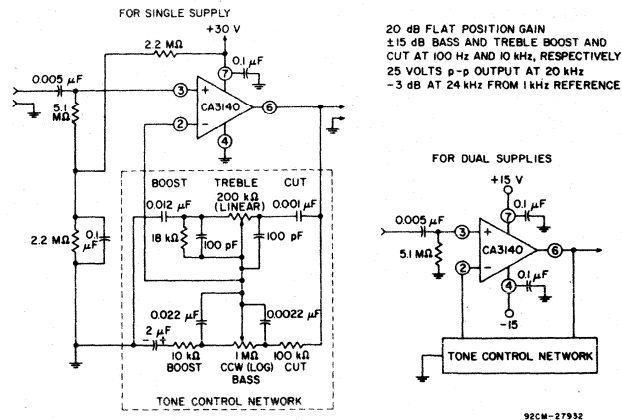 FOR SINGLE SUPPLY
+30 V
2.2 MΩ
0.1 μF
7
0.005 μF
3
+
CA3140
6
5.1 MΩ
2
−
4
2.2 MΩ
0.1 μF
BOOST
TREBLE
CUT
200 kΩ
(LINEAR)
0.012 μF
0.001 μF
18 kΩ
100 pF
100 pF
0.022 μF
0.0022 μF
2 μF
− +
10 kΩ
BOOST
1 MΩ
CCW (LOG)
BASS
100 kΩ
CUT
TONE CONTROL NETWORK
20 dB FLAT POSITION GAIN
±15 dB BASS AND TREBLE BOOST AND
CUT AT 100 Hz AND 10 kHz, RESPECTIVELY
25 VOLTS p-p OUTPUT AT 20 kHz
-3 dB AT 24 kHz FROM 1 kHz REFERENCE
FOR DUAL SUPPLIES
+15 V
0.1 μF
7
0.005 μF
3
+
CA3140
6
5.1 MΩ
2
−
4
0.1 μF
-15
TONE CONTROL NETWORK
92CM-27932